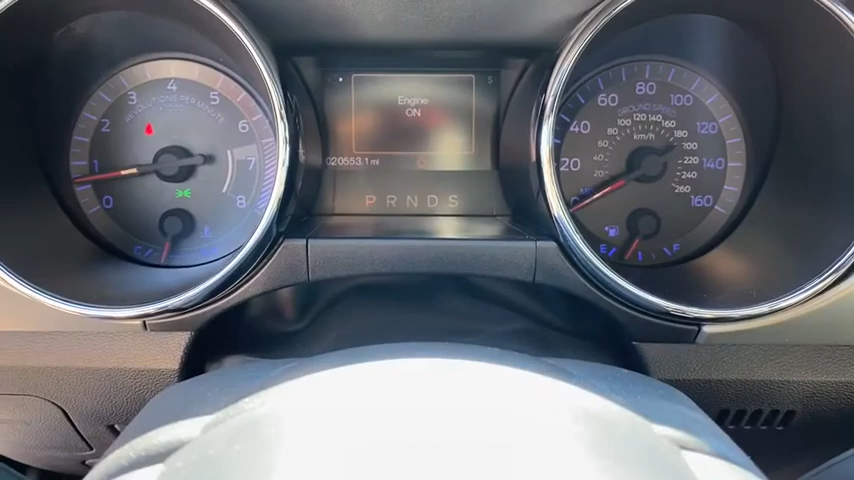 REVOLUTIONS PER MINUTE
x1000
0 1 2 3 4 5 6 7 8
C H
S
Engine
ON
020553.1 mi
P R N D S
GROUND SPEED
MPH
20 40 60 80 100 120 140 160
km/h
20 40 60 80 100 120 140 160 180 200 220 240 260
E F